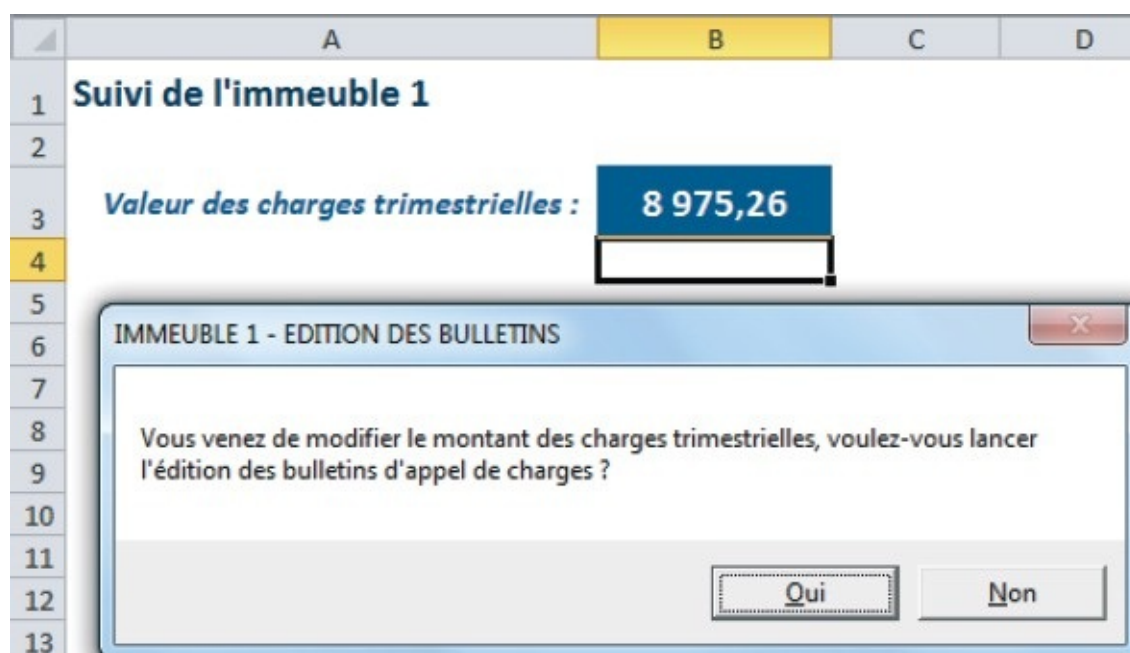 A B C D
1 Suivi de l'immeuble 1
2
3 Valeur des charges trimestrielles : 8 975,26
4
5
6 IMMEUBLE 1 - EDITION DES BULLETINS
7
8 Vous venez de modifier le montant des charges trimestrielles, voulez-vous lancer
9 l'édition des bulletins d'appel de charges ?
10
11
12 Oui Non
13